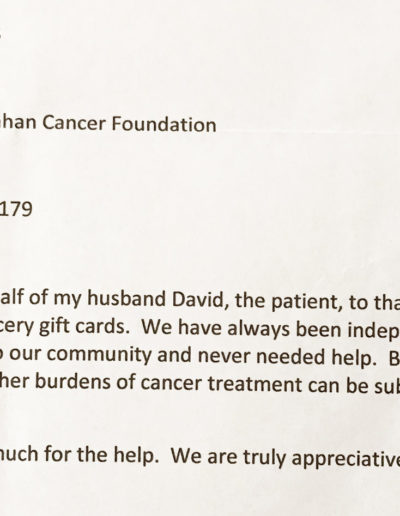 han Cancer Foundation
179
alf of my husband David, the patient, to tha
cery gift cards.  We have always been indep
o our community and never needed help.  B
her burdens of cancer treatment can be sub
much for the help.  We are truly appreciative